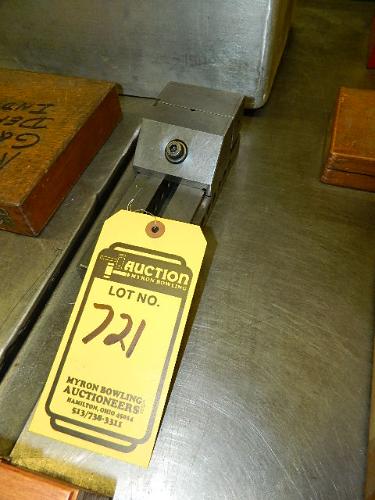 AUCTION
MYRON BOWLING
LOT NO.
721
MYRON BOWLING
AUCTIONEERS
HAMILTON, OHIO 45014
513/738-3311